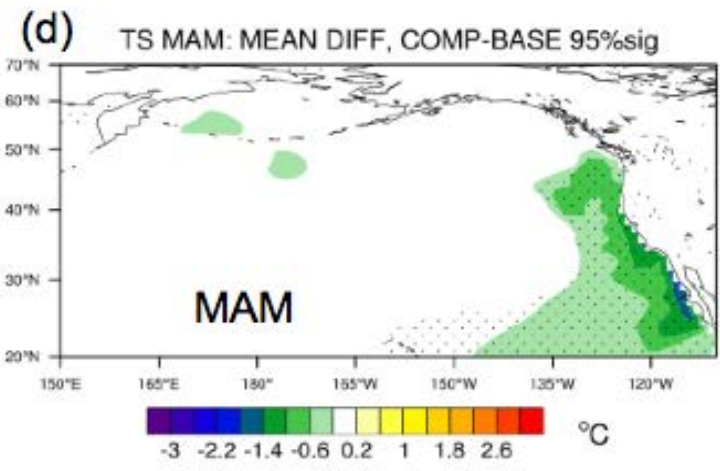 (d) TS MAM: MEAN DIFF, COMP-BASE 95%sig
70°N
60°N
50°N
40°N
30°N
20°N
MAM
150°E 165°E 180° 165°W 150°W 135°W 120°W
-3 -2.2 -1.4 -0.6 0.2 1 1.8 2.6 °C